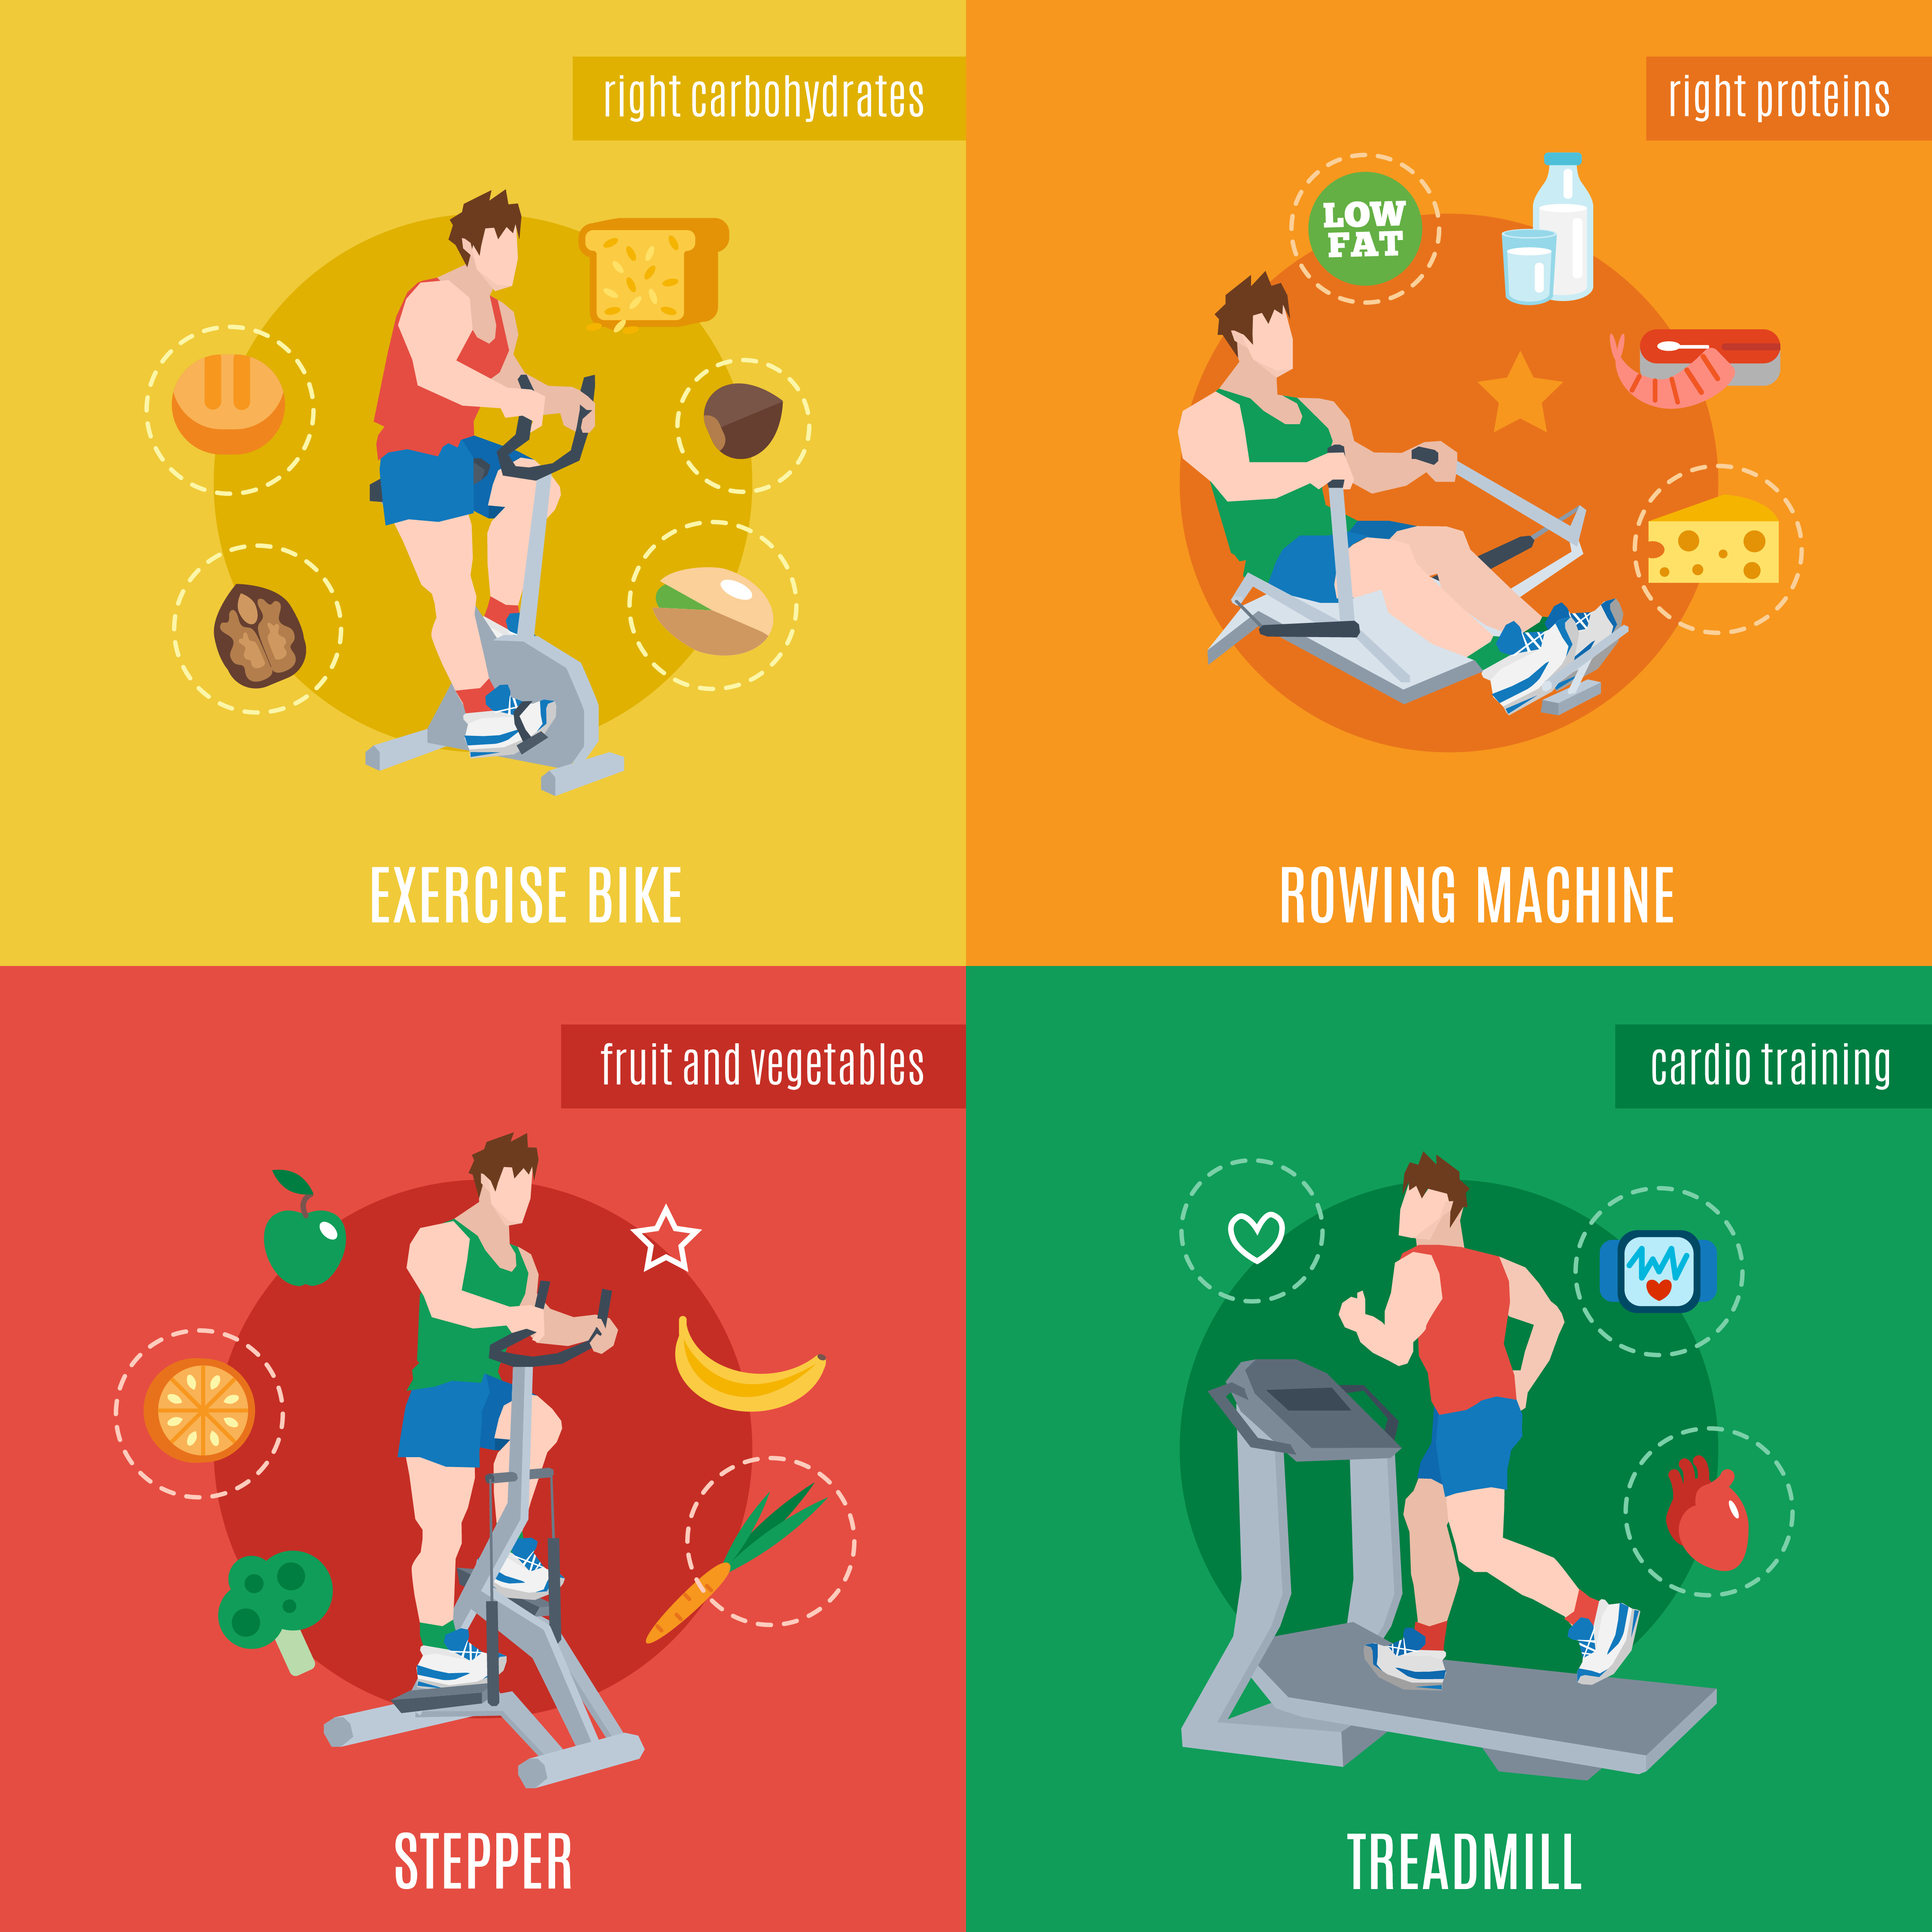 right carbohydrates
EXERCISE BIKE
right proteins
LOW
FAT
ROWING MACHINE
fruit and vegetables
STEPPER
cardio training
TREADMILL